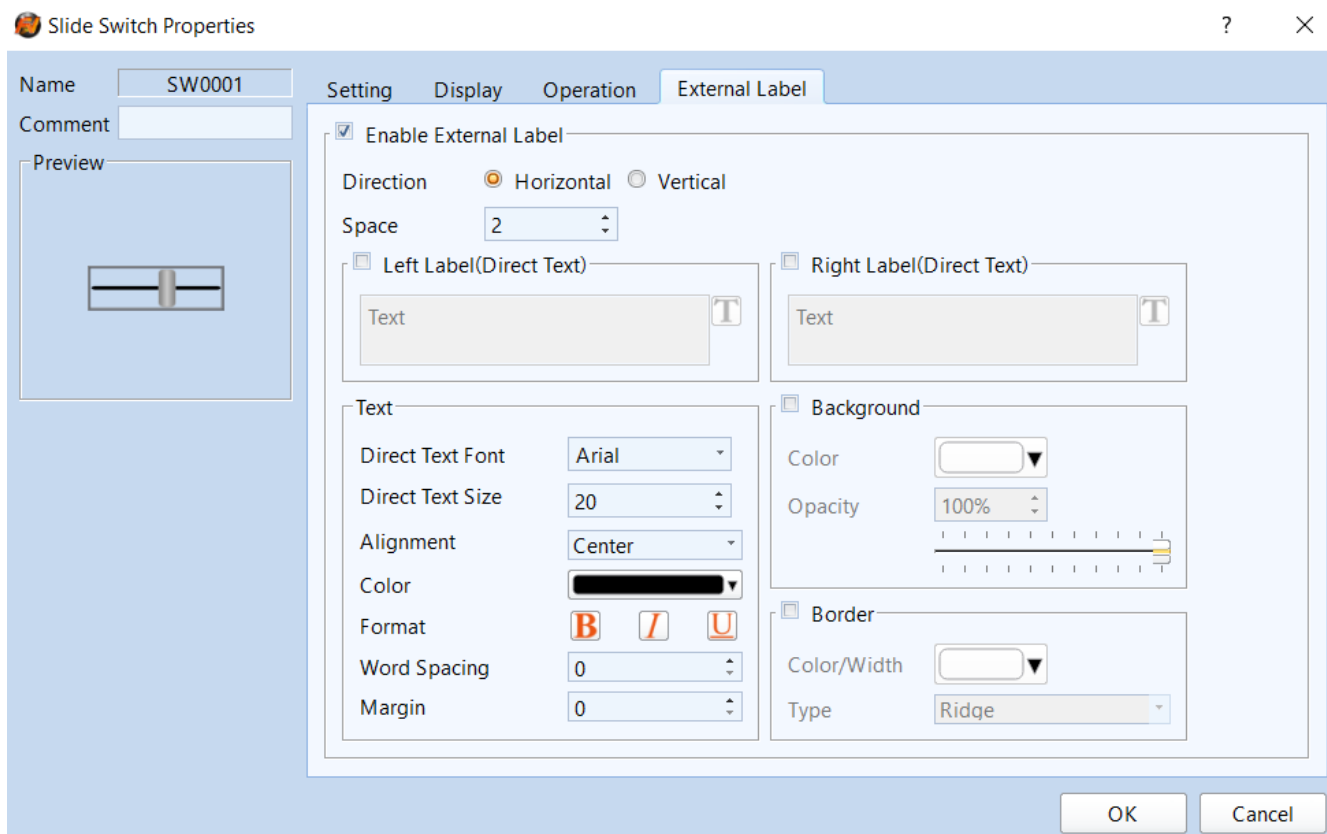 Slide Switch Properties
?
Name SW0001
Comment
Preview
Setting Display Operation External Label
Enable External Label
Direction Horizontal Vertical
Space 2
Left Label(Direct Text) Right Label(Direct Text)
Text T Text T
Text
Direct Text Font Arial
Direct Text Size 20
Alignment Center
Color
Format B I U
Word Spacing 0
Margin 0
Background
Color
Opacity 100%
Border
Color/Width
Type Ridge
OK Cancel